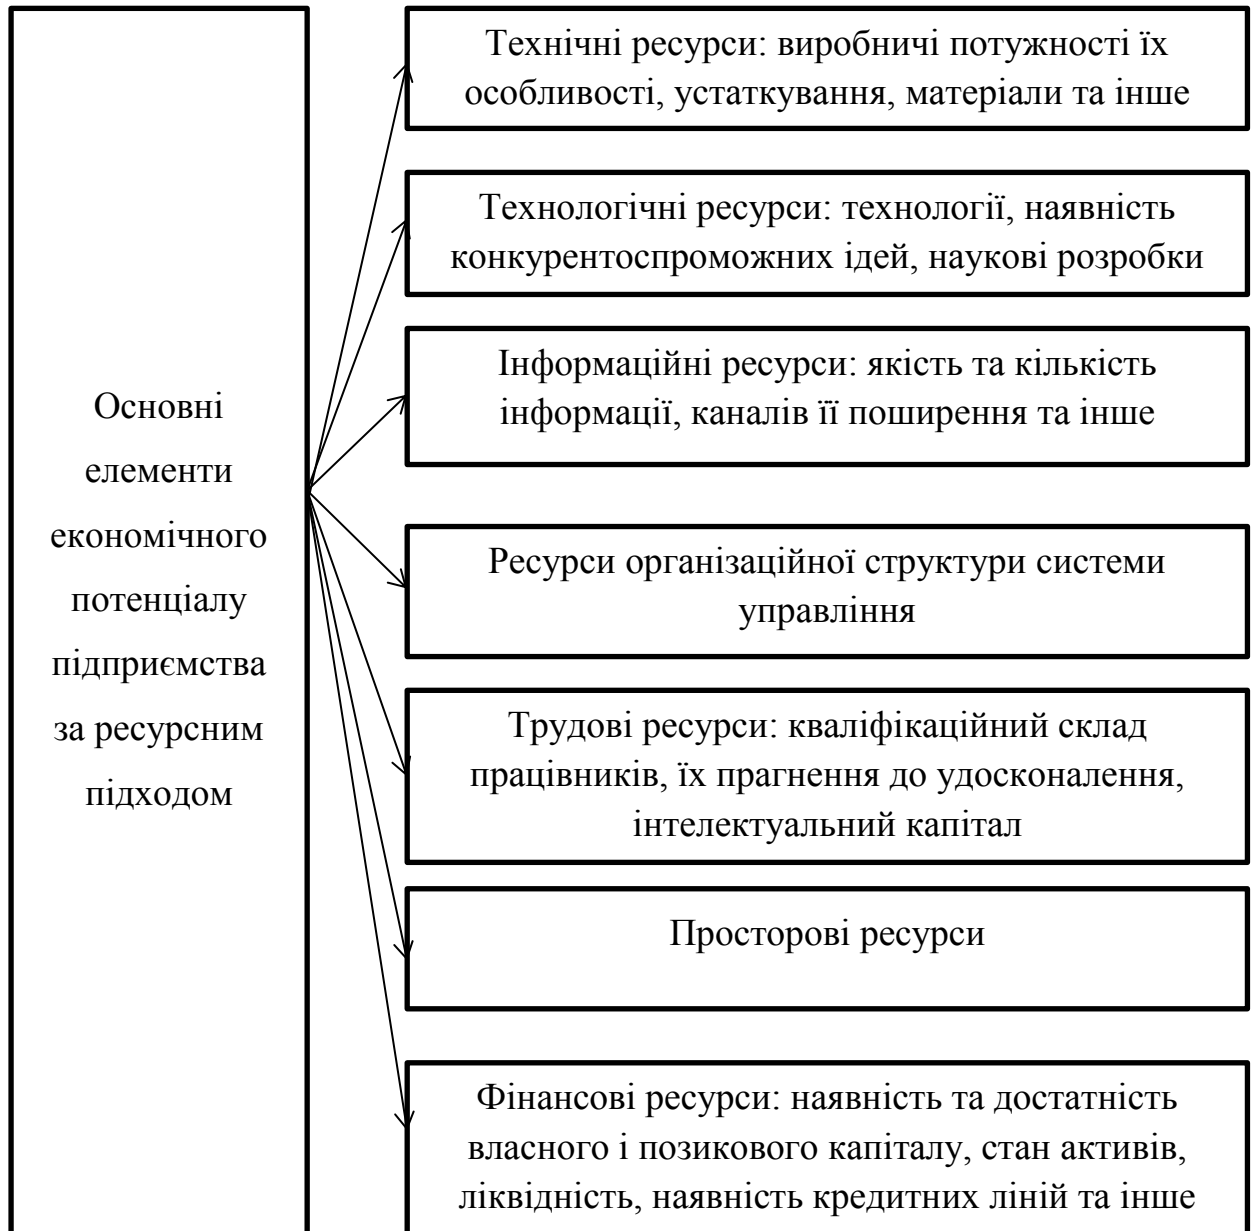 Основні
елементи
економічного
потенціалу
підприємства
за ресурсним
підходом
Технічні ресурси: виробничі потужності їх
особливості, устаткування, матеріали та інше
Технологічні ресурси: технології, наявність
конкурентоспроможних ідей, наукові розробки
Інформаційні ресурси: якість та кількість
інформації, каналів її поширення та інше
Ресурси організаційної структури системи
управління
Трудові ресурси: кваліфікаційний склад
працівників, їх прагнення до удосконалення,
інтелектуальний капітал
Просторові ресурси
Фінансові ресурси: наявність та достатність
власного і позикового капіталу, стан активів,
ліквідність, наявність кредитних ліній та інше